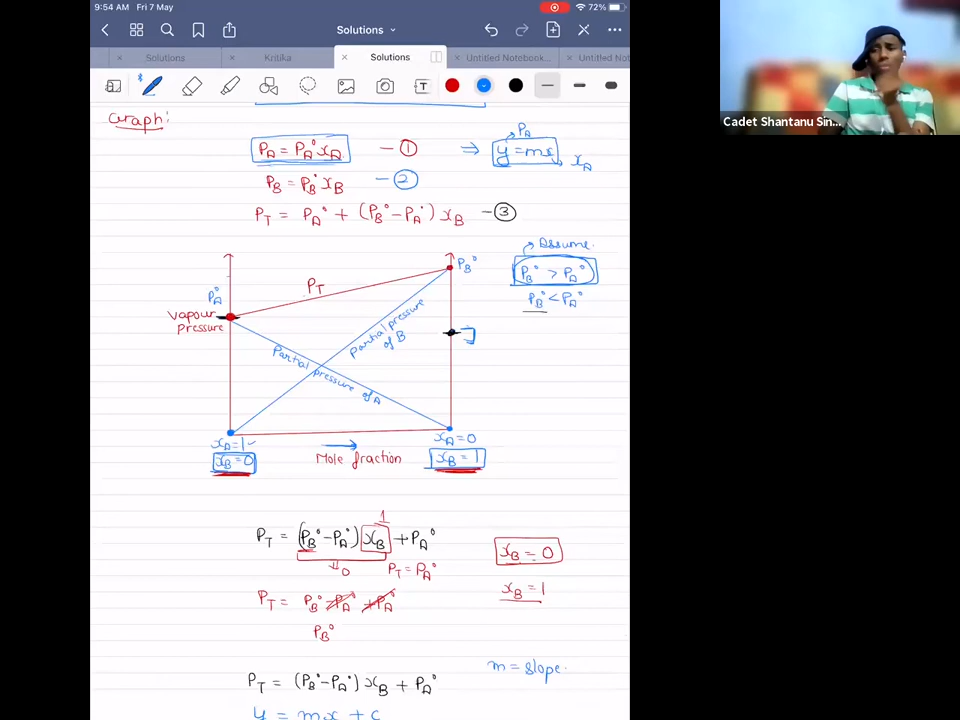 9:54 AM Fri 7 May
72%
Solutions
Solutions
Kritika
Solutions
Untitled Notebook...
Untitled Not
T
Cadet Shantanu Sin...
Graph:
P_A = P_A° x_A - ①
⇒ y = mx
P_A
x_A
P_B = P_B° x_B - ②
P_T = P_A° + (P_B° - P_A°) x_B - ③
Assume.
P_B° > P_A°
P_B° < P_A°
P_B°
P_T
P_A°
Vapour
Pressure
Partial pressure
of B
Partial pressure of A
x_A = 1
x_B = 0
x_A = 0
x_B = 1
→
Mole fraction
1
P_T = (P_B° - P_A°) x_B + P_A°
0
P_T = P_A°
x_B = 0
x_B = 1
P_T = P_B° - P_A° + P_A°
P_B°
m = slope.
P_T = (P_B° - P_A°) x_B + P_A°
y = mx + c